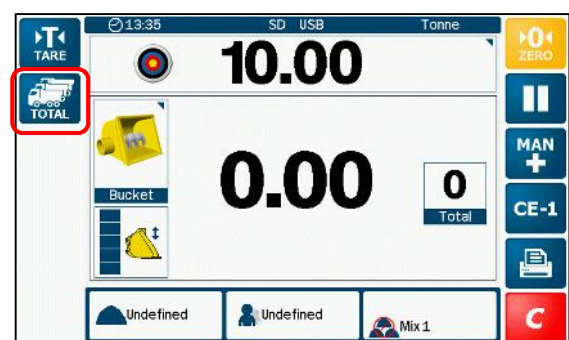 13:35 SD USB Tonne
TARE
TOTAL
10.00
0.00
Bucket
0
Total
Undefined
Undefined
Mix 1
0
ZERO
MAN
CE-1
C